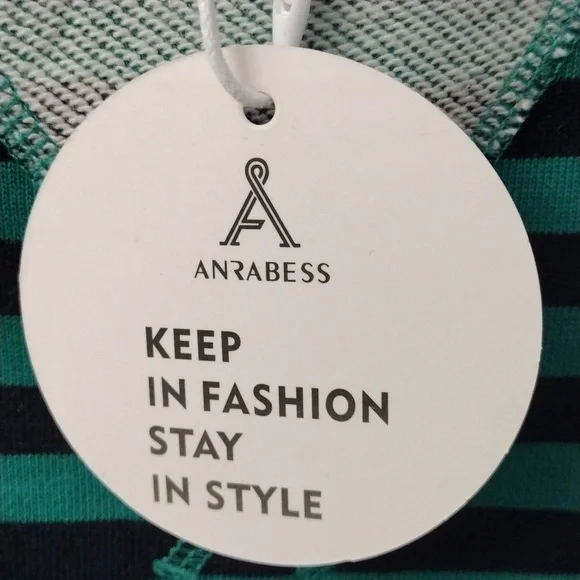 ANRABESS
KEEP
IN FASHION
STAY
IN STYLE